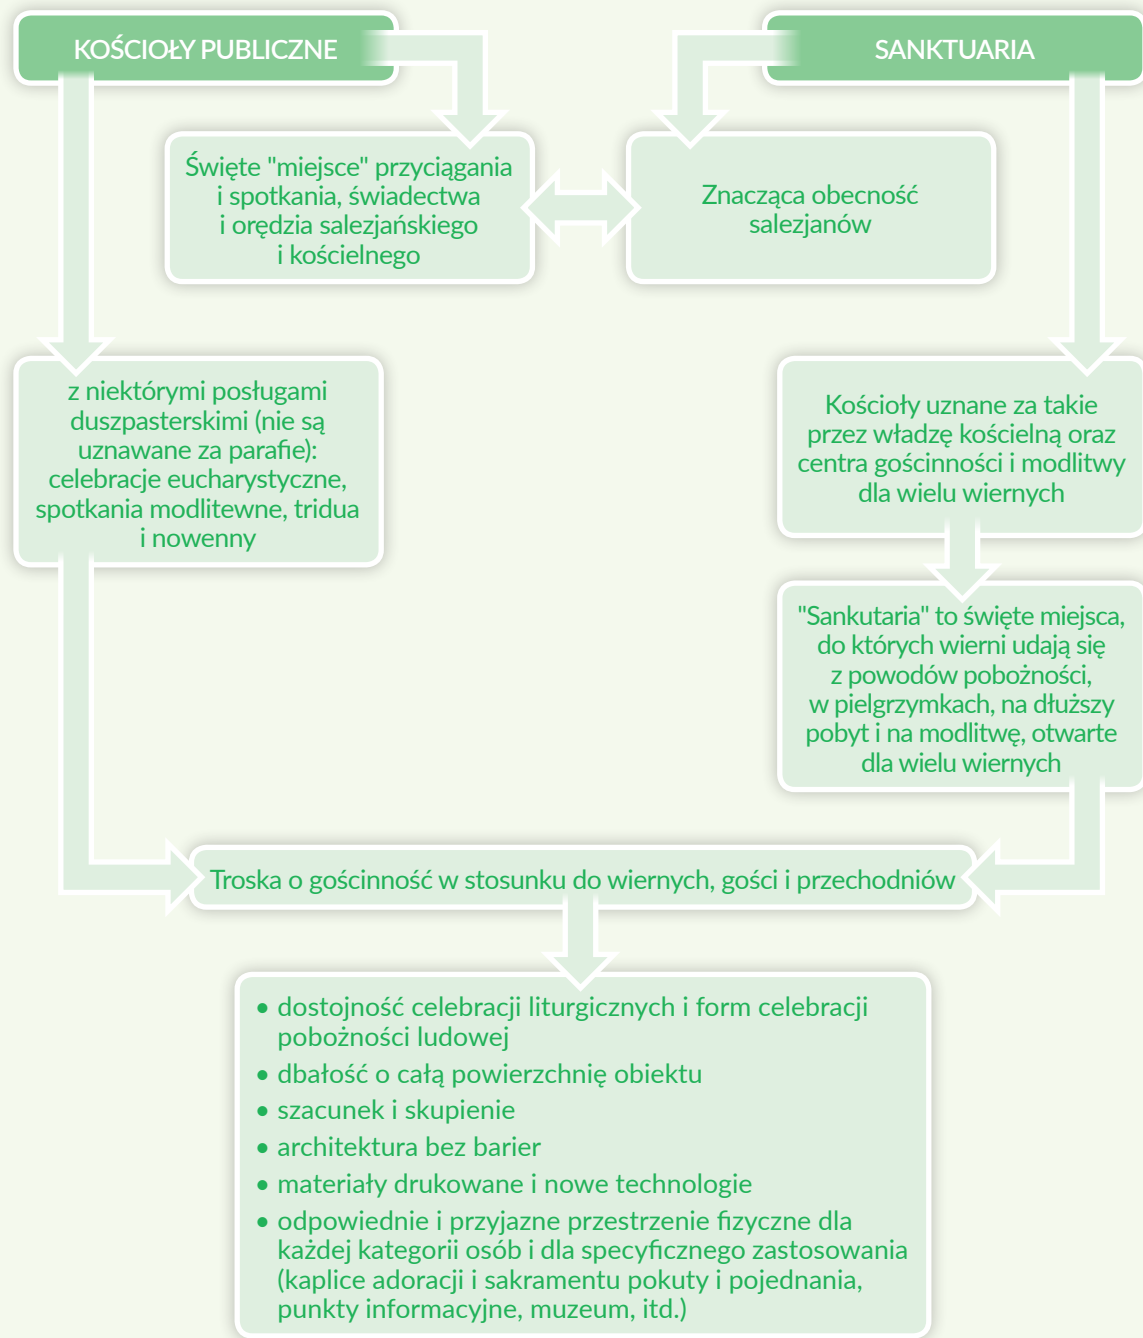 KOŚCIOŁY PUBLICZNE
SANKTUARIA
Święte "miejsce" przyciągania
i spotkania, świadectwa
i orędzia salezjańskiego
i kościelnego
Znacząca obecność
salezjanów
z niektórymi posługami
duszpasterskimi (nie są
uznawane za parafie):
celebracje eucharystyczne,
spotkania modlitewne, tridua
i nowenny
Kościoły uznane za takie
przez władzę kościelną oraz
centra gościnności i modlitwy
dla wielu wiernych
"Sankutaria" to święte miejsca,
do których wierni udają się
z powodów pobożności,
w pielgrzymkach, na dłuższy
pobyt i na modlitwę, otwarte
dla wielu wiernych
Troska o gościnność w stosunku do wiernych, gości i przechodniów
• dostojność celebracji liturgicznych i form celebracji
pobożności ludowej
• dbałość o całą powierzchnię obiektu
• szacunek i skupienie
• architektura bez barier
• materiały drukowane i nowe technologie
• odpowiednie i przyjazne przestrzenie fizyczne dla
każdej kategorii osób i dla specyficznego zastosowania
(kaplice adoracji i sakramentu pokuty i pojednania,
punkty informacyjne, muzeum, itd.)